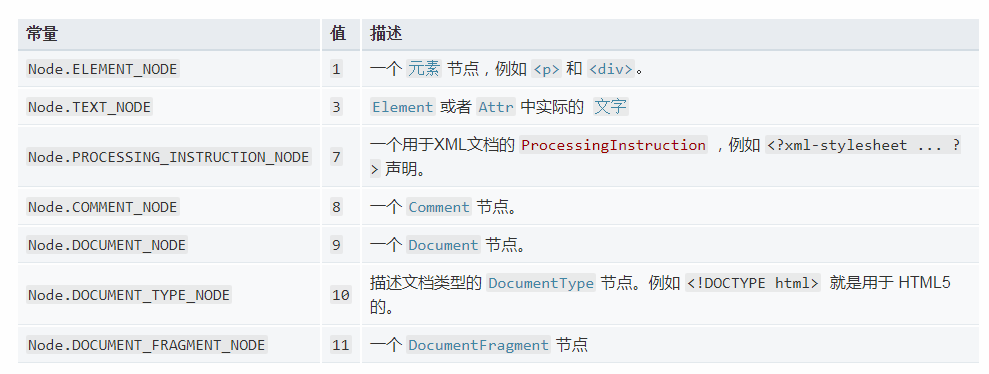 常量 值 描述
Node.ELEMENT_NODE 1 一个 元素 节点，例如 <p> 和 <div>。
Node.TEXT_NODE 3 Element 或者 Attr 中实际的 文字
Node.PROCESSING_INSTRUCTION_NODE 7 一个用于XML文档的 ProcessingInstruction ，例如 <?xml-stylesheet ... ?
> 声明。
Node.COMMENT_NODE 8 一个 Comment 节点。
Node.DOCUMENT_NODE 9 一个 Document 节点。
Node.DOCUMENT_TYPE_NODE 10 描述文档类型的 DocumentType 节点。例如 <!DOCTYPE html> 就是用于 HTML5
的。
Node.DOCUMENT_FRAGMENT_NODE 11 一个 DocumentFragment 节点